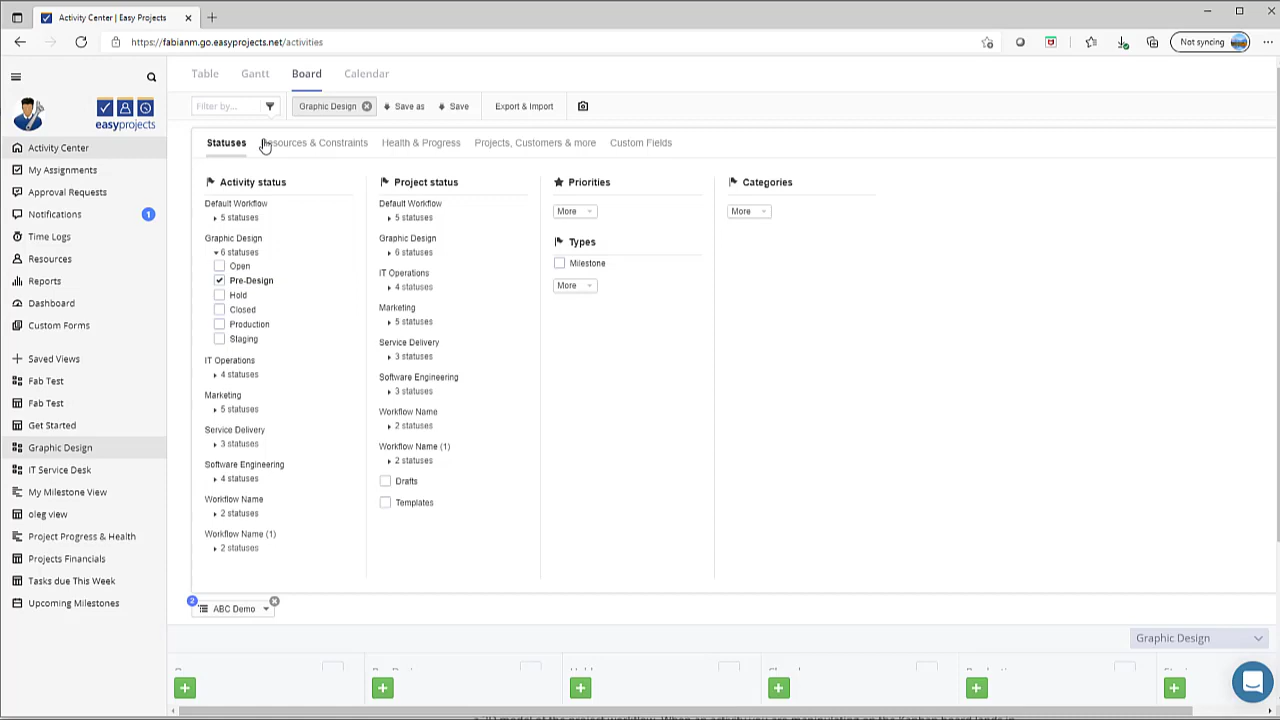 Activity Center | Easy Projects
https://fabianm.go.easyprojects.net/activities
Not syncing
Table Gantt Board Calendar
easyprojects
Filter by... Graphic Design Save as Save Export & Import
Activity Center
My Assignments
Approval Requests
Notifications 1
Time Logs
Resources
Reports
Dashboard
Custom Forms
Saved Views
Fab Test
Fab Test
Get Started
Graphic Design
IT Service Desk
My Milestone View
oleg view
Project Progress & Health
Projects Financials
Tasks due This Week
Upcoming Milestones
Statuses Resources & Constraints Health & Progress Projects, Customers & more Custom Fields
Activity status
Default Workflow
5 statuses
Graphic Design
6 statuses
Open
Pre-Design
Hold
Closed
Production
Staging
IT Operations
4 statuses
Marketing
5 statuses
Service Delivery
3 statuses
Software Engineering
4 statuses
Workflow Name
2 statuses
Workflow Name (1)
2 statuses
Project status
Default Workflow
5 statuses
Graphic Design
6 statuses
IT Operations
4 statuses
Marketing
5 statuses
Service Delivery
3 statuses
Software Engineering
3 statuses
Workflow Name
2 statuses
Workflow Name (1)
2 statuses
Drafts
Templates
Priorities
More
Types
Milestone
More
Categories
More
2
ABC Demo
Graphic Design